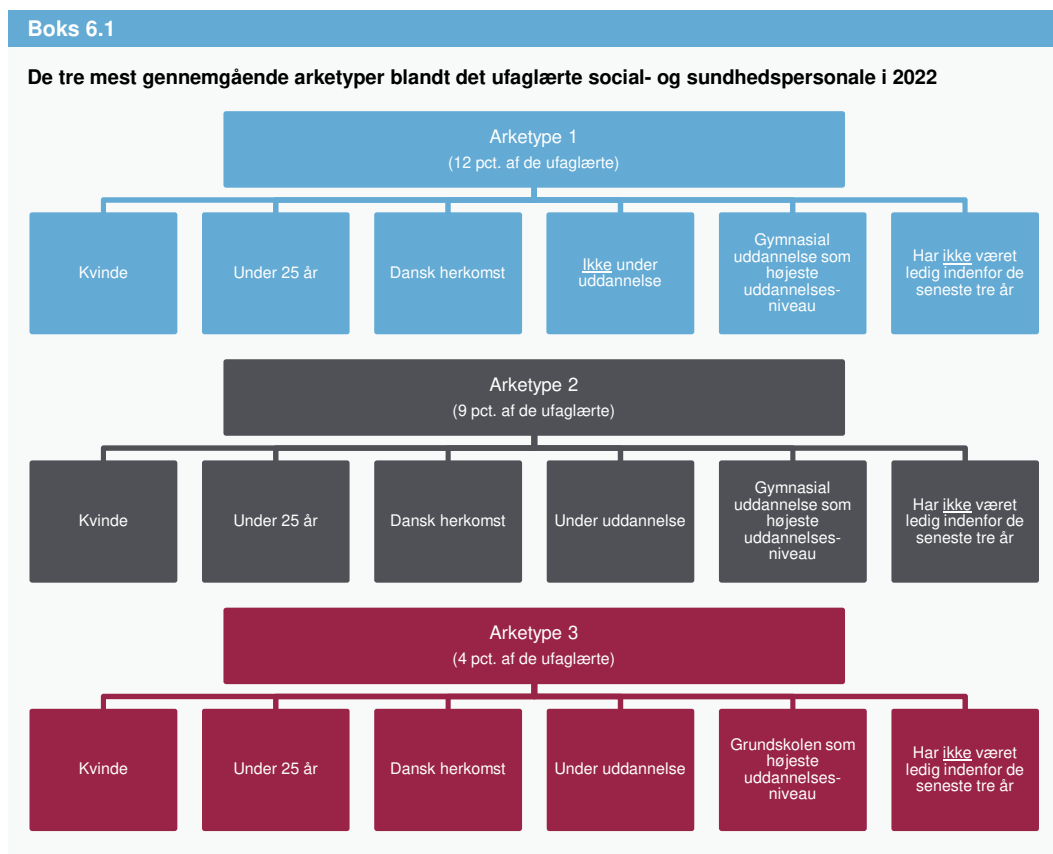 Boks 6.1
De tre mest gennemgående arketyper blandt det ufaglærte social- og sundhedspersonale i 2022
Arketype 1
(12 pct. af de ufaglærte)
Kvinde
Under 25 år
Dansk herkomst
Ikke under
uddannelse
Gymnasial
uddannelse som
højeste
uddannelses-
niveau
Har ikke været
ledig indenfor de
seneste tre år
Arketype 2
(9 pct. af de ufaglærte)
Kvinde
Under 25 år
Dansk herkomst
Under uddannelse
Gymnasial
uddannelse som
højeste
uddannelses-
niveau
Har ikke været
ledig indenfor de
seneste tre år
Arketype 3
(4 pct. af de ufaglærte)
Kvinde
Under 25 år
Dansk herkomst
Under uddannelse
Grundskolen som
højeste
uddannelses-
niveau
Har ikke været
ledig indenfor de
seneste tre år